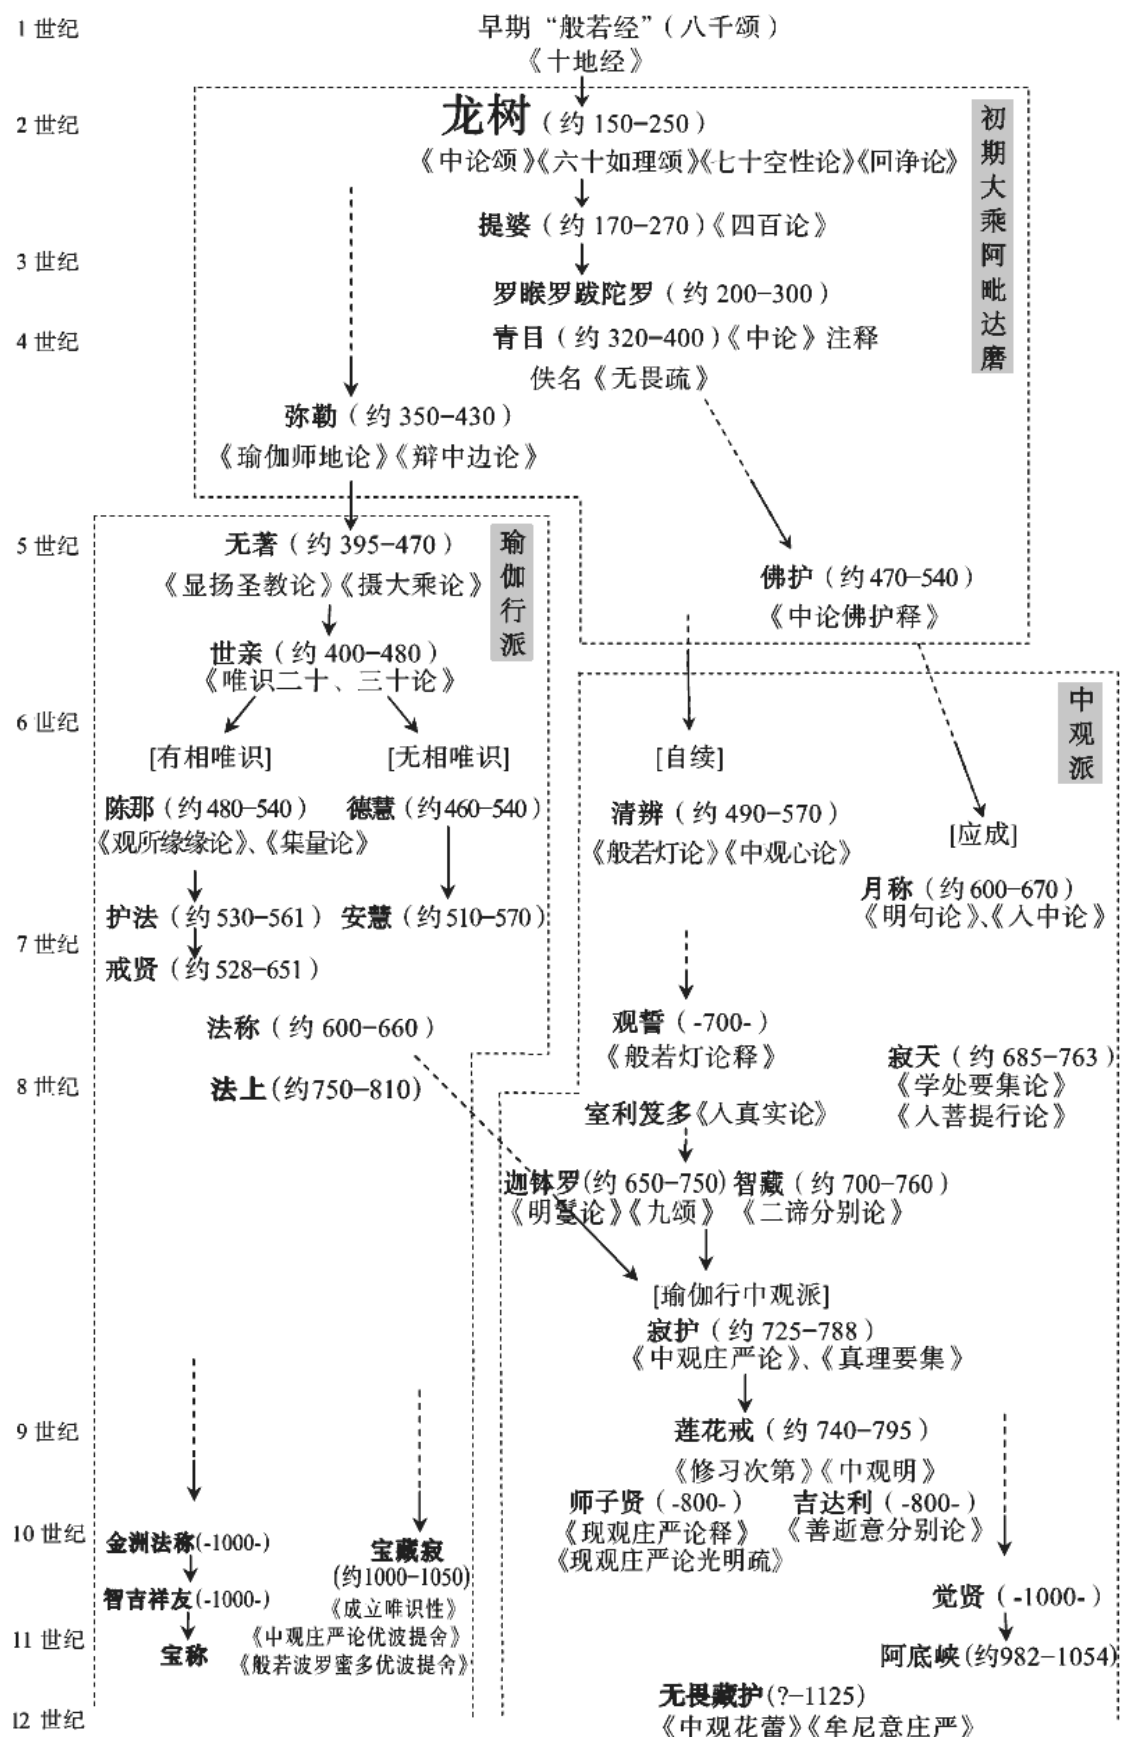 1 世纪
早期“般若经”（八千颂）
《十地经》
2 世纪
龙树（约 150-250）
《中论颂》《六十如理颂》《七十空性论》《回诤论》
初期大乘阿毗达磨
提婆（约 170-270）《四百论》
3 世纪
罗睺罗跋陀罗（约 200-300）
4 世纪
青目（约 320-400）《中论》注释
佚名《无畏疏》
弥勒（约 350-430）
《瑜伽师地论》《辩中边论》
5 世纪
无著（约 395-470）
《显扬圣教论》《摄大乘论》
瑜伽行派
佛护（约 470-540）
《中论佛护释》
世亲（约 400-480）
《唯识二十、三十论》
6 世纪
中观派
[有相唯识]
[无相唯识]
[自续]
陈那（约 480-540）
德慧（约 460-540）
《观所缘缘论》、《集量论》
清辨（约 490-570）
《般若灯论》《中观心论》
[应成]
月称（约 600-670）
《明句论》、《入中论》
护法（约 530-561）
安慧（约 510-570）
7 世纪
戒贤（约 528-651）
法称（约 600-660）
观誓（-700-）
《般若灯论释》
寂天（约 685-763）
《学处要集论》
《入菩提行论》
8 世纪
法上(约750-810)
室利笈多《入真实论》
迦钵罗(约 650-750)
智藏（约 700-760）
《明鬘论》《九颂》
《二谛分别论》
[瑜伽行中观派]
寂护（约 725-788）
《中观庄严论》、《真理要集》
9 世纪
莲花戒（约 740-795）
《修习次第》《中观明》
师子贤（-800-）
吉达利（-800-）
《现观庄严论释》
《善逝意分别论》
《现观庄严论光明疏》
10 世纪
金洲法称(-1000-)
宝藏寂
(约1000-1050)
《成立唯识性》
《中观庄严论优波提舍》
《般若波罗蜜多优波提舍》
智吉祥友(-1000-)
觉贤（-1000-）
11 世纪
宝称
阿底峡(约982-1054)
无畏藏护(?-1125)
《中观花蕾》《牟尼意庄严》
12 世纪